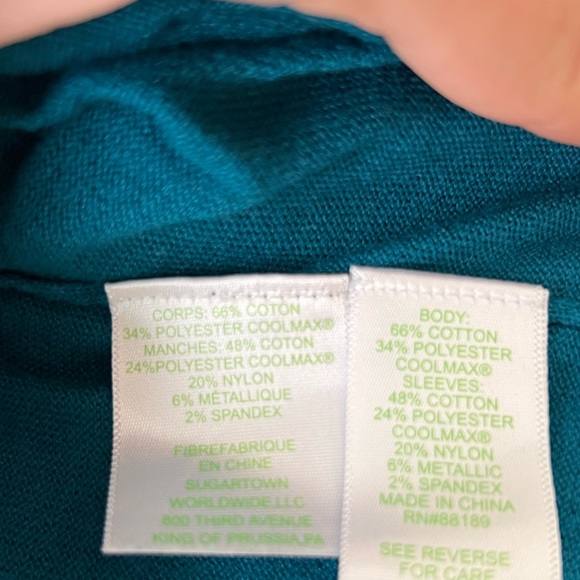 CORPS: 66% COTON
34% POLYESTER COOLMAX®
MANCHES: 48% COTON
24%POLYESTER COOLMAX®
20% NYLON
6% MÉTALLIQUE
2% SPANDEX
FIBREFABRIQUE
EN CHINE
SUGARTOWN
WORLDWIDE LLC
600 THIRD AVENUE
KING OF PRUSSIA,PA
BODY:
66% COTTON
34% POLYESTER
COOLMAX®
SLEEVES:
48% COTTON
24% POLYESTER
COOLMAX®
20% NYLON
6% METALLIC
2% SPANDEX
MADE IN CHINA
RN#88189
SEE REVERSE
FOR CARE